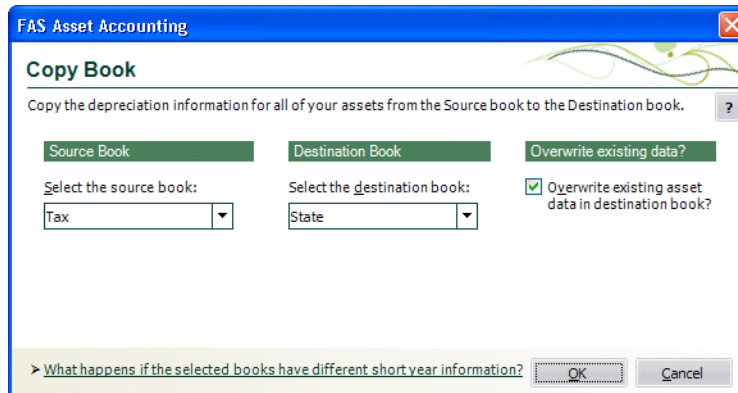 FAS Asset Accounting
Copy Book
Copy the depreciation information for all of your assets from the Source book to the Destination book.
?
Source Book
Destination Book
Overwrite existing data?
Select the source book:
Select the destination book:
Overwrite existing asset
data in destination book?
Tax
State
What happens if the selected books have different short year information?
OK
Cancel